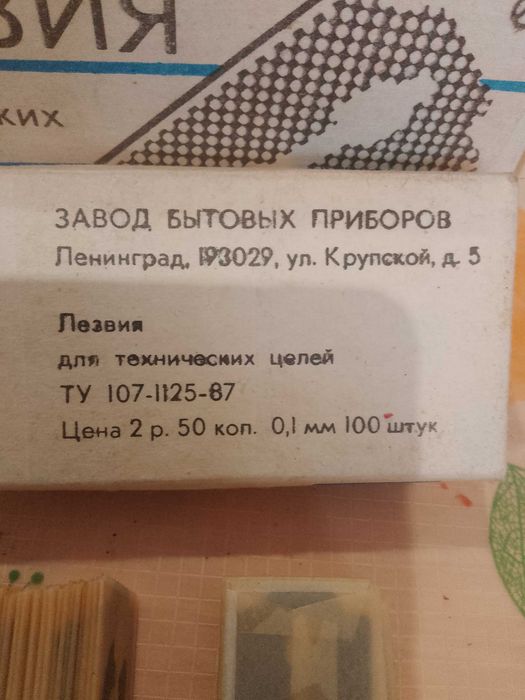 ких
ЗАВОД БЫТОВЫХ ПРИБОРОВ
Ленинград, 193029, ул. Крупской, д. 5
Лезвия
для технических целей
ТУ 107-1125-87
Цена 2 р. 50 коп. 0,1 мм 100 штук